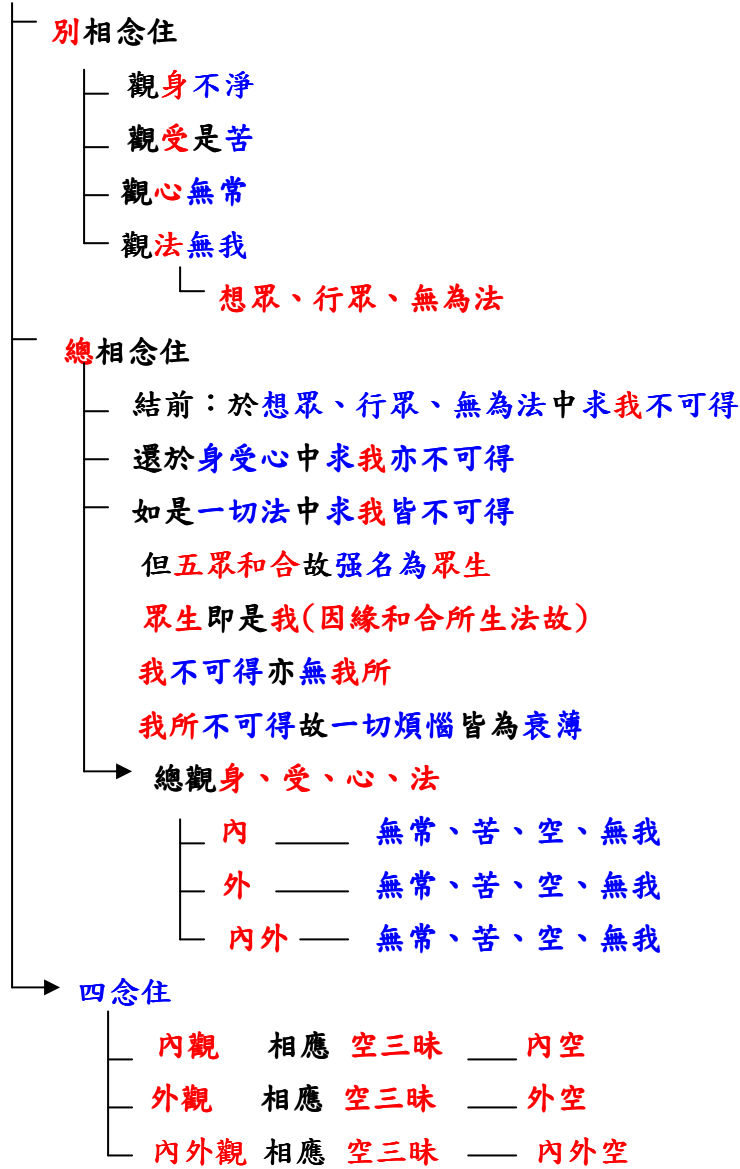 別相念住
觀身不淨
觀受是苦
觀心無常
觀法無我
想眾、行眾、無為法
總相念住
結前：於想眾、行眾、無為法中求我不可得
還於身受心中求我亦不可得
如是一切法中求我皆不可得
但五眾和合故强名為眾生
眾生即是我(因緣和合所生法故)
我不可得亦無我所
我所不可得故一切煩惱皆為衰薄
總觀身、受、心、法
內 無常、苦、空、無我
外 無常、苦、空、無我
內外 無常、苦、空、無我
四念住
內觀 相應 空三昧 內空
外觀 相應 空三昧 外空
內外觀 相應 空三昧 內外空